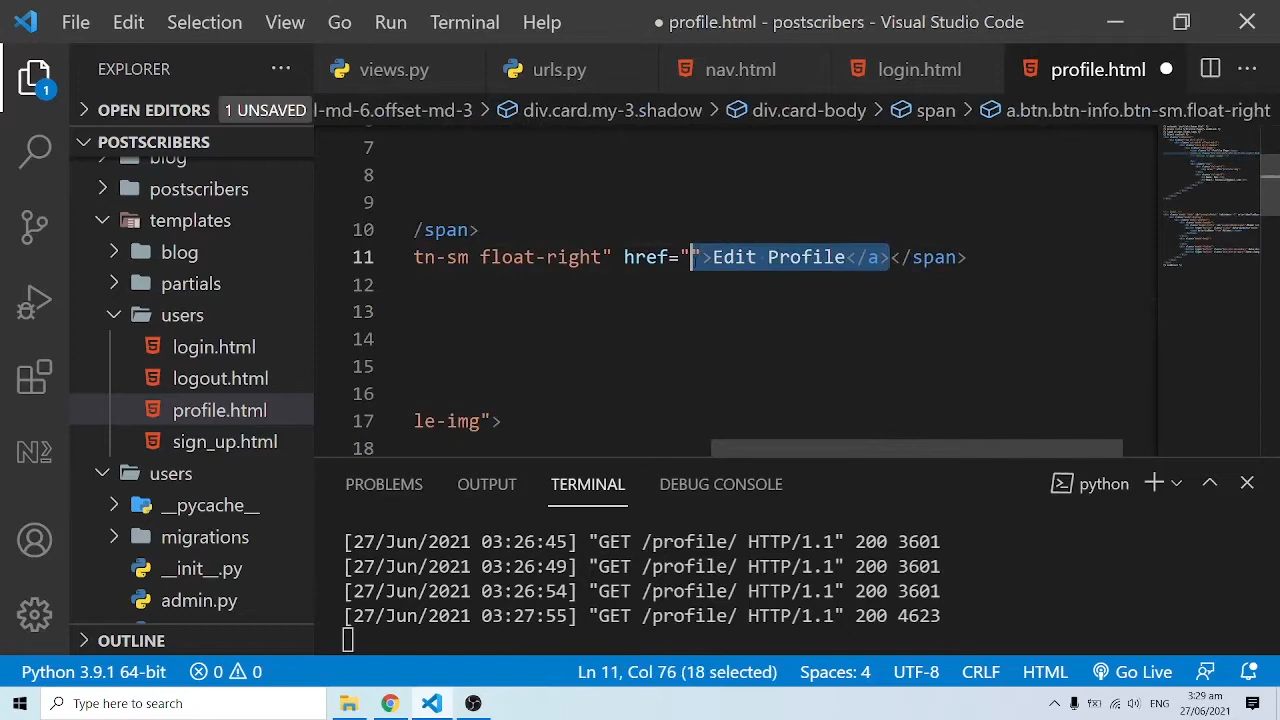 File Edit Selection View Go Run Terminal Help
● profile.html - postscribers - Visual Studio Code
EXPLORER
views.py urls.py nav.html login.html profile.html
OPEN EDITORS 1 UNSAVED
l-md-6.offset-md-3 > div.card.my-3.shadow > div.card-body > span > a.btn.btn-info.btn-sm.float-right
POSTSCRIBERS
blog
postscribers
templates
blog
partials
users
login.html
logout.html
profile.html
sign_up.html
users
__pycache__
migrations
__init__.py
admin.py
OUTLINE
1
7
8
9
10 /span>
11 tn-sm float-right" href="">Edit Profile</a></span>
12
13
14
15
16
17 le-img">
18
PROBLEMS OUTPUT TERMINAL DEBUG CONSOLE
python
[27/Jun/2021 03:26:45] "GET /profile/ HTTP/1.1" 200 3601
[27/Jun/2021 03:26:49] "GET /profile/ HTTP/1.1" 200 3601
[27/Jun/2021 03:26:54] "GET /profile/ HTTP/1.1" 200 3601
[27/Jun/2021 03:27:55] "GET /profile/ HTTP/1.1" 200 4623
Python 3.9.1 64-bit 0 0 Ln 11, Col 76 (18 selected) Spaces: 4 UTF-8 CRLF HTML Go Live
Type here to search
ENG
3:29 am
27/06/2021